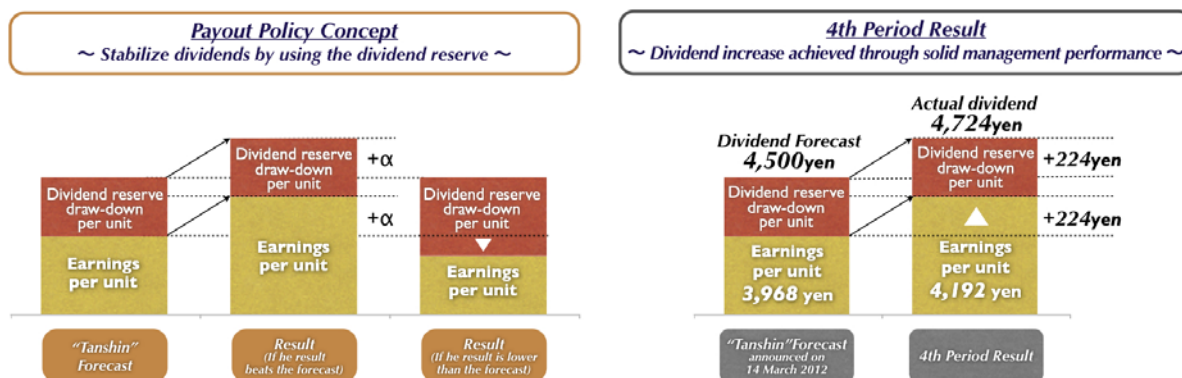 Payout Policy Concept
~ Stabilize dividends by using the dividend reserve ~
Dividend reserve
draw-down
per unit
Earnings
per unit
Dividend reserve
draw-down
per unit
Earnings
per unit
+α
+α
Dividend reserve
draw-down
per unit
Earnings
per unit
"Tanshin"
Forecast
Result
(If he result
beats the forecast)
Result
(If he result is lower
than the forecast)
4th Period Result
~ Dividend increase achieved through solid management performance ~
Dividend Forecast
4,500yen
Dividend reserve
draw-down
per unit
Earnings
per unit
3,968 yen
Actual dividend
4,724yen
Dividend reserve
draw-down
per unit
Earnings
per unit
4,192 yen
+224yen
+224yen
"Tanshin"Forecast
announced on
14 March 2012
4th Period Result